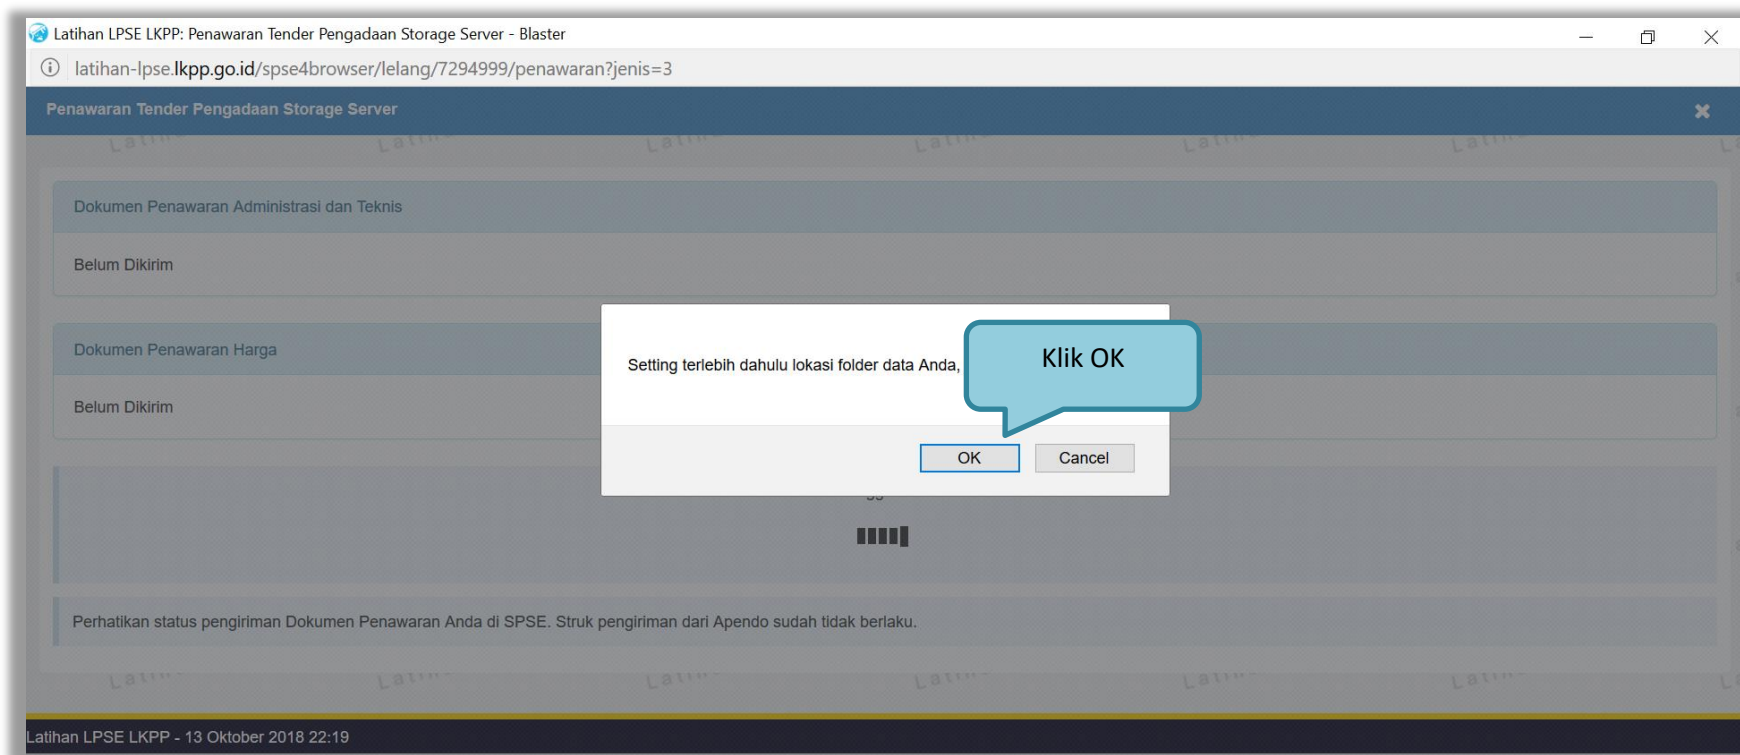 Latihan LPSE LKPP: Penawaran Tender Pengadaan Storage Server - Blaster
latihan-lpse.lkpp.go.id/spse4browser/lelang/7294999/penawaran?jenis=3
Penawaran Tender Pengadaan Storage Server
Dokumen Penawaran Administrasi dan Teknis
Belum Dikirim
Dokumen Penawaran Harga
Belum Dikirim
Setting terlebih dahulu lokasi folder data Anda,
Klik OK
OK Cancel
Perhatikan status pengiriman Dokumen Penawaran Anda di SPSE. Struk pengiriman dari Apendo sudah tidak berlaku.
Latihan LPSE LKPP - 13 Oktober 2018 22:19